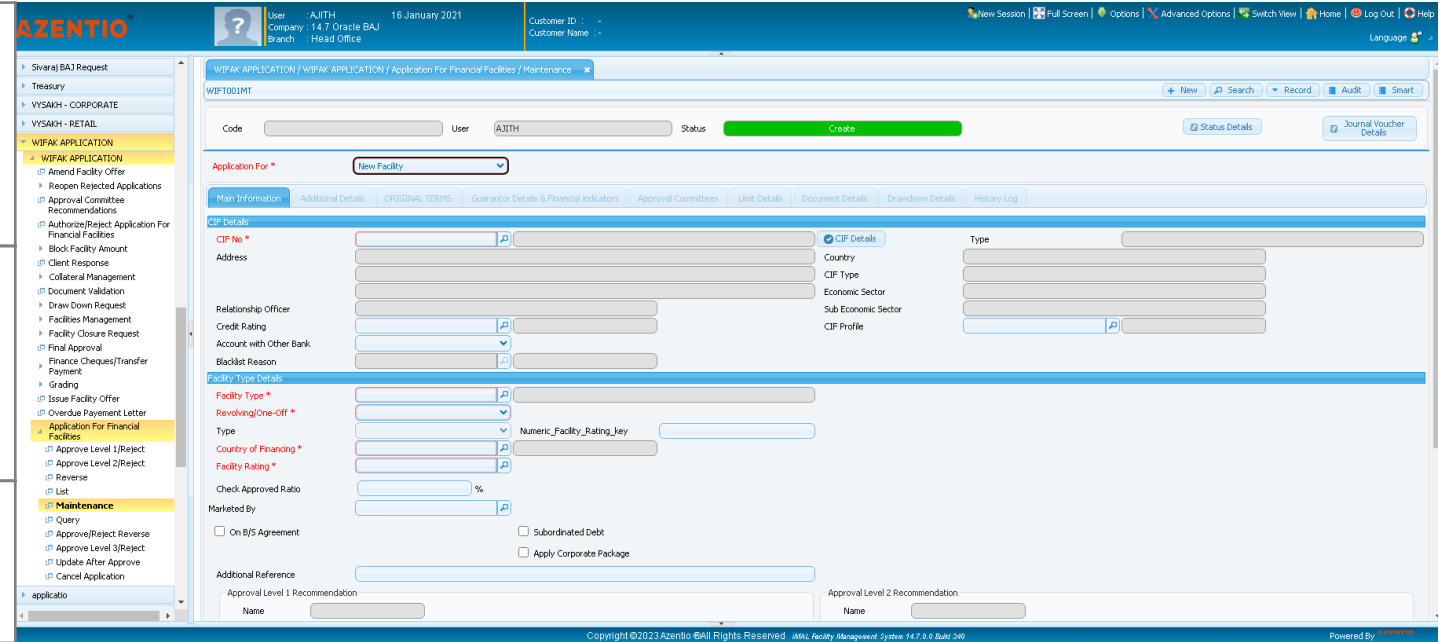 AZENTIO
User : AJITH 16 January 2021
Company : 14.7 Oracle BAJ
Branch : Head Office
Customer ID : -
Customer Name : -
New Session | Full Screen | Options | Advanced Options | Switch View | Home | Log Out | Help
Language
Sivaraj BAJ Request
Treasury
VYSAKH - CORPORATE
VYSAKH - RETAIL
WIFAK APPLICATION
WIFAK APPLICATION
Amend Facility Offer
Reopen Rejected Applications
Approval Committee
Recommendations
Authorize/Reject Application For
Financial Facilities
Block Facility Amount
Client Response
Collateral Management
Document Validation
Draw Down Request
Facilities Management
Facility Closure Request
Final Approval
Finance Cheques/Transfer
Payment
Grading
Issue Facility Offer
Overdue Payement Letter
Application For Financial
Facilities
Approve Level 1/Reject
Approve Level 2/Reject
Reverse
List
Maintenance
Query
Approve/Reject Reverse
Approve Level 3/Reject
Update After Approve
Cancel Application
applicatio
WIFAK APPLICATION / WIFAK APPLICATION / Application For Financial Facilities / Maintenance
WIFT001MT
New Search Record Audit Smart
Code User AJITH Status Create Status Details Journal Voucher
Details
Application For * New Facility
Main Information Additional Details ORIGINAL TERMS Guarantor Details & Financial indicators Approval Committees Limit Details Document Details Drawdown Details History Log
CIF Details
CIF No * CIF Details Type
Address Country
CIF Type
Economic Sector
Relationship Officer Sub Economic Sector
Credit Rating CIF Profile
Account with Other Bank
Blacklist Reason
Facility Type Details
Facility Type *
Revolving/One-Off *
Type Numeric_Facility_Rating_key
Country of Financing *
Facility Rating *
Check Approved Ratio %
Marketed By
On B/S Agreement Subordinated Debt
Apply Corporate Package
Additional Reference
Approval Level 1 Recommendation Approval Level 2 Recommendation
Name Name
Copyright ©2023 Azentio ®All Rights Reserved iMAL Facility Management System 14.7.0.0 Build 340
Powered By AZENTIO